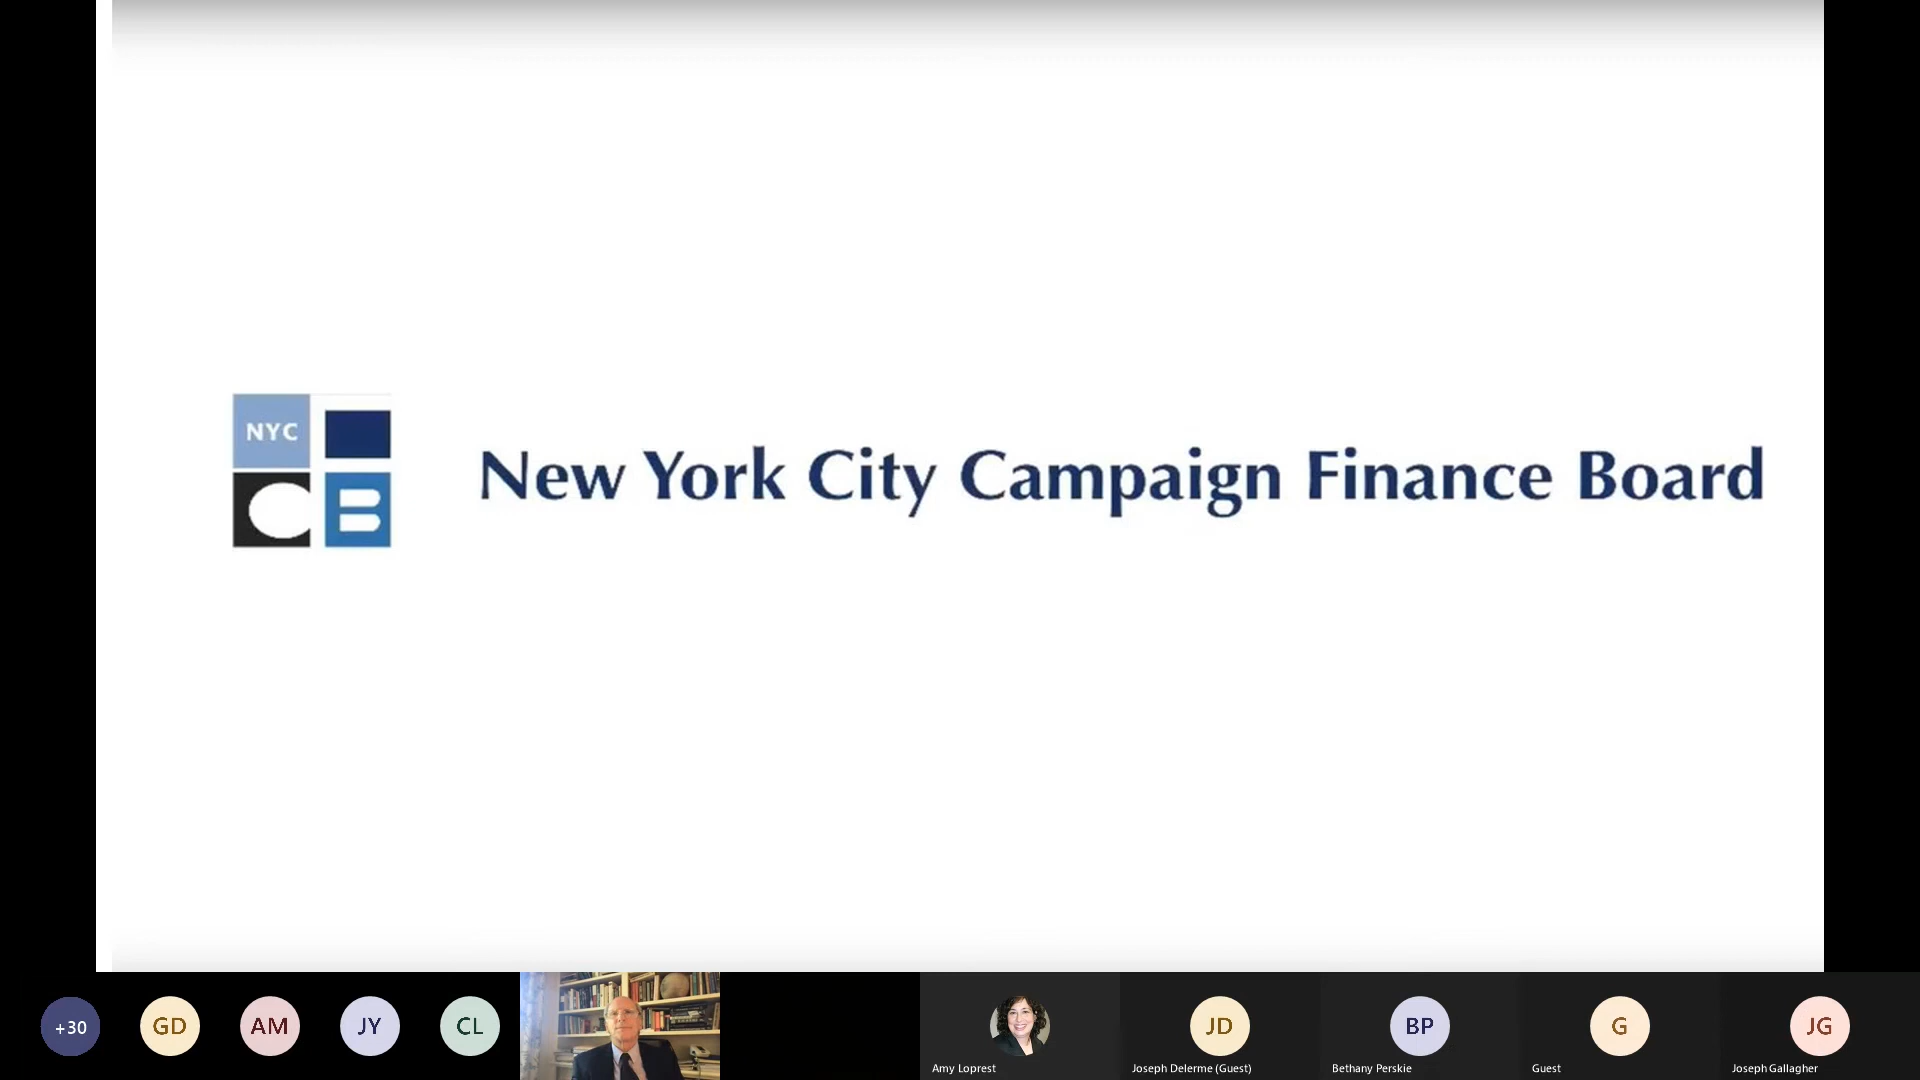 NYC
CB
New York City Campaign Finance Board
+30
GD
AM
JY
CL
JD
BP
G
JG
Amy Loprest
Joseph Delerme (Guest)
Bethany Perskie
Guest
Joseph Gallagher